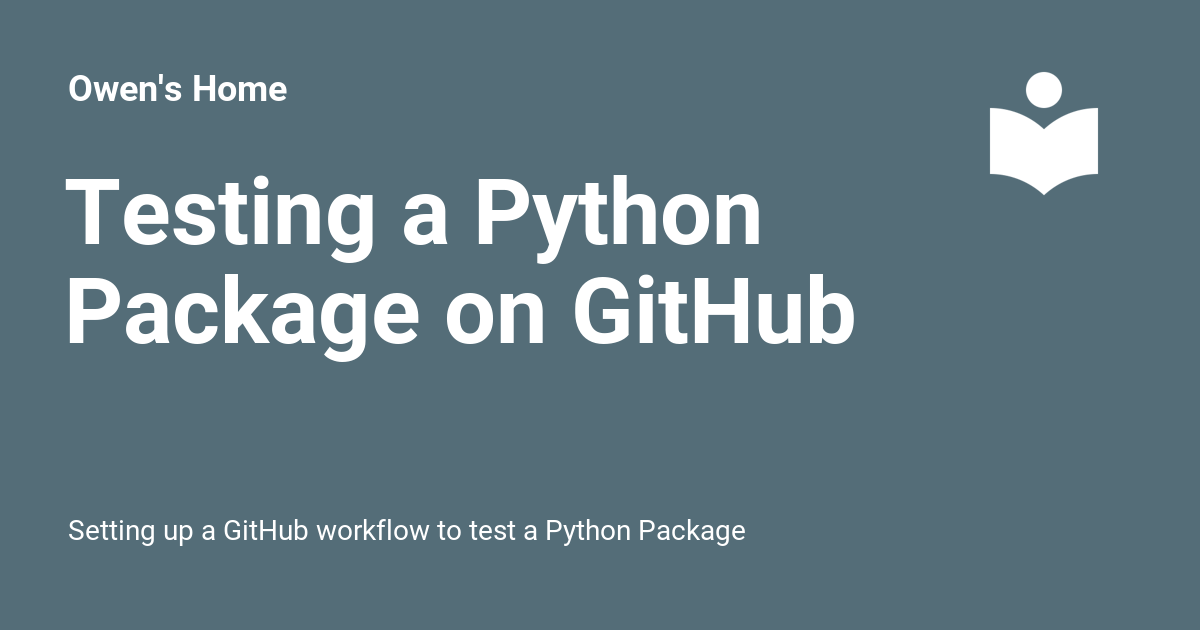 Owen's Home
Testing a Python
Package on GitHub
Setting up a GitHub workflow to test a Python Package